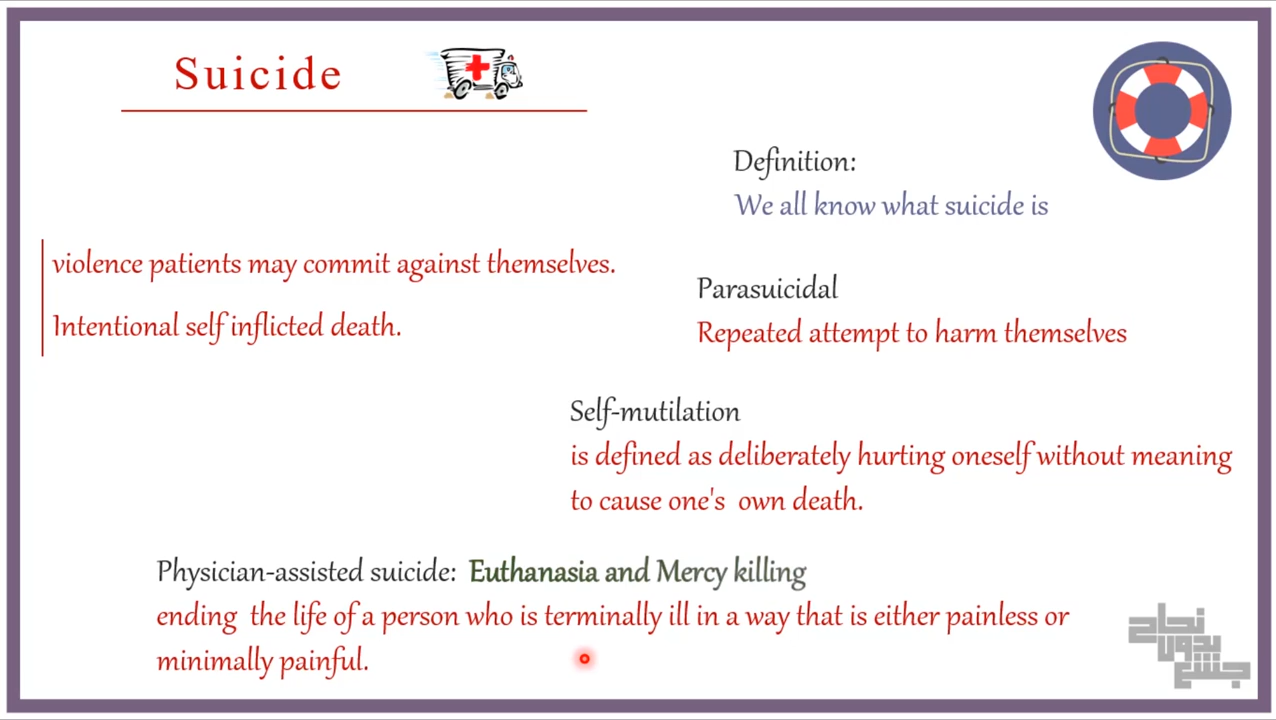 Suicide
Definition:
We all know what suicide is
violence patients may commit against themselves.
Intentional self inflicted death.
Parasuicidal
Repeated attempt to harm themselves
Self-mutilation
is defined as deliberately hurting oneself without meaning
to cause one's own death.
Physician-assisted suicide: Euthanasia and Mercy killing
ending the life of a person who is terminally ill in a way that is either painless or
minimally painful.
نجاح
بدون
جشع